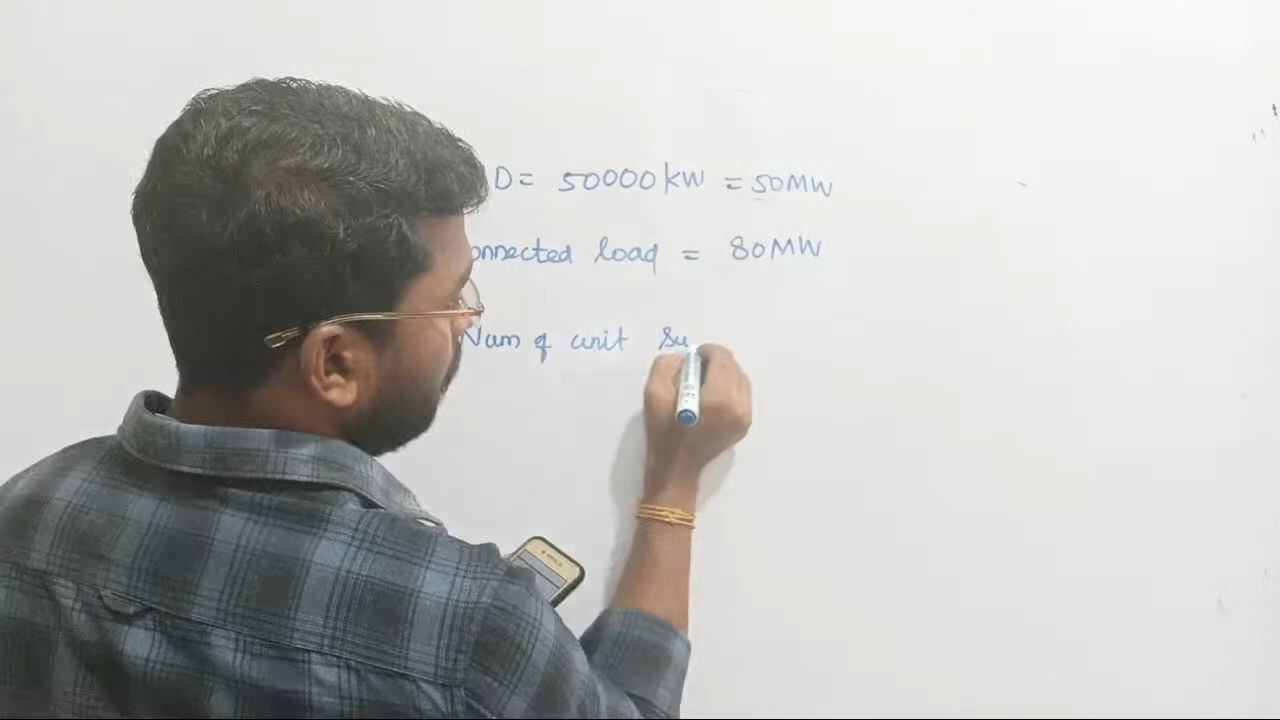 D = 50000 kW = 50MW
onnected load = 80MW
Num of unit Su